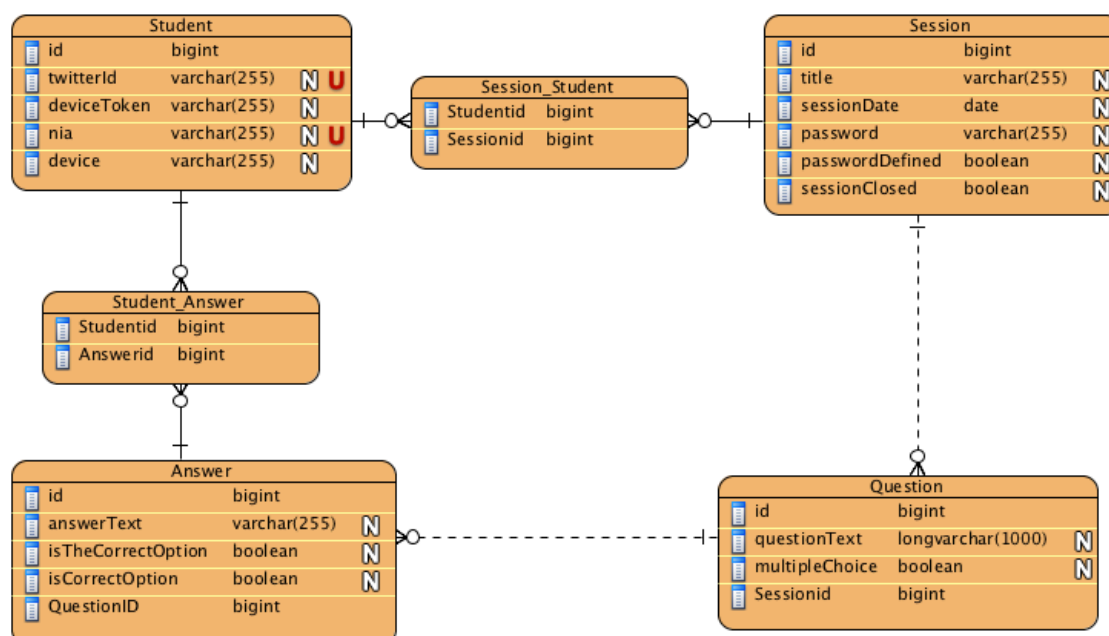 Student
id bigint
twitterId varchar(255) N U
deviceToken varchar(255) N
nia varchar(255) N U
device varchar(255) N
Session_Student
Studentid bigint
Sessionid bigint
Session
id bigint
title varchar(255) N
sessionDate date N
password varchar(255) N
passwordDefined boolean N
sessionClosed boolean N
Student_Answer
Studentid bigint
Answerid bigint
Answer
id bigint
answerText varchar(255) N
isTheCorrectOption boolean N
isCorrectOption boolean N
QuestionID bigint
Question
id bigint
questionText longvarchar(1000) N
multipleChoice boolean N
Sessionid bigint